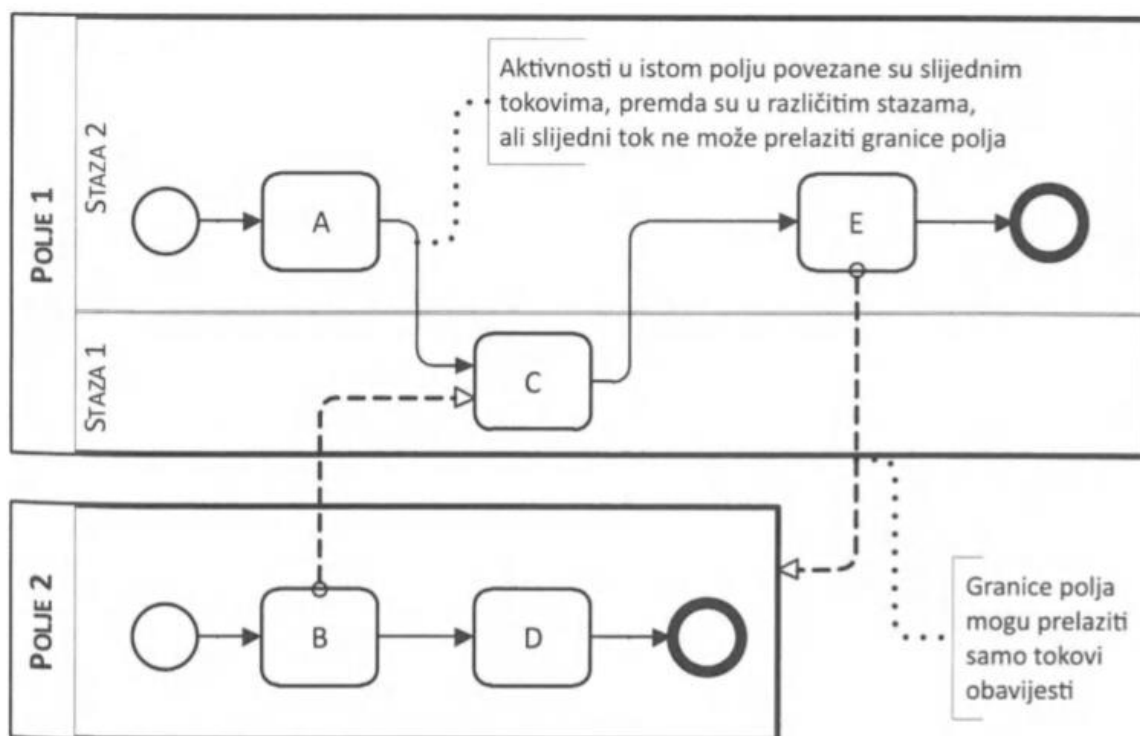 POLJE 1
STAZA 2
Aktivnosti u istom polju povezane su slijednim
tokovima, premda su u različitim stazama,
ali slijedni tok ne može prelaziti granice polja
A
E
STAZA 1
C
POLJE 2
B
D
Granice polja
mogu prelaziti
samo tokovi
obavijesti